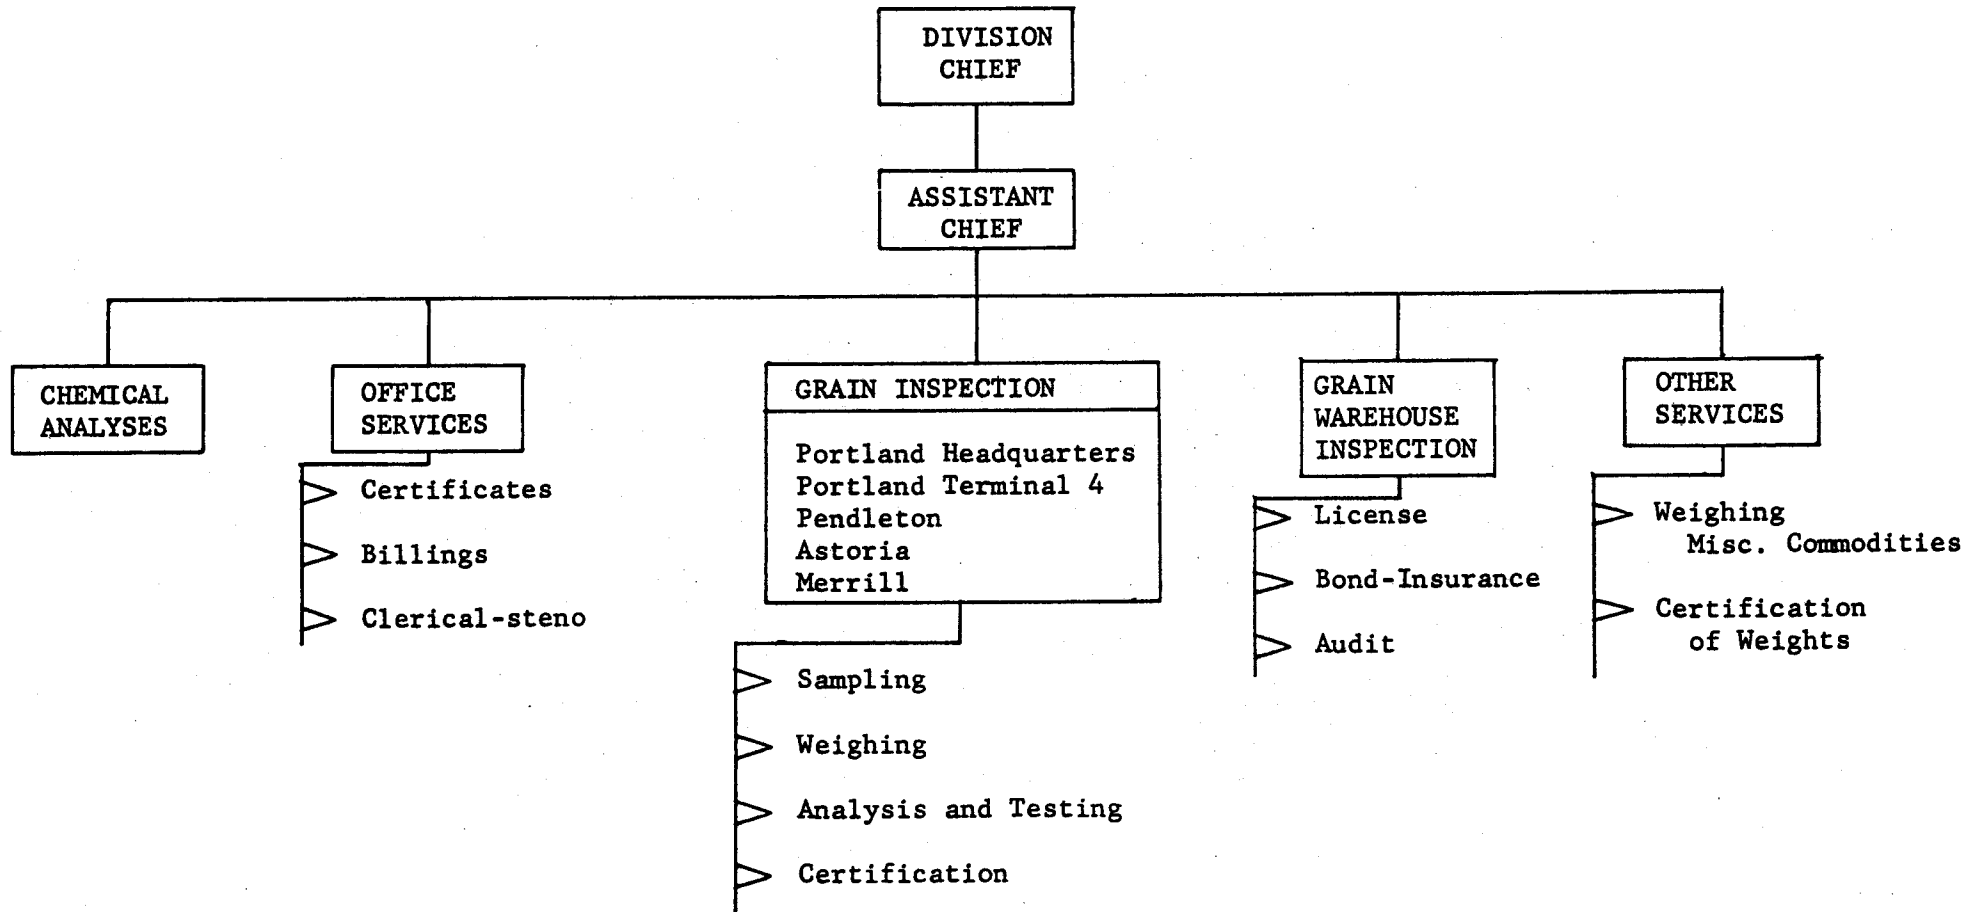 DIVISION
CHIEF
ASSISTANT
CHIEF
CHEMICAL
ANALYSES
OFFICE
SERVICES
Certificates
Billings
Clerical-steno
GRAIN INSPECTION
Portland Headquarters
Portland Terminal 4
Pendleton
Astoria
Merrill
Sampling
Weighing
Analysis and Testing
Certification
GRAIN
WAREHOUSE
INSPECTION
License
Bond-Insurance
Audit
OTHER
SERVICES
Weighing
Misc. Commodities
Certification
of Weights